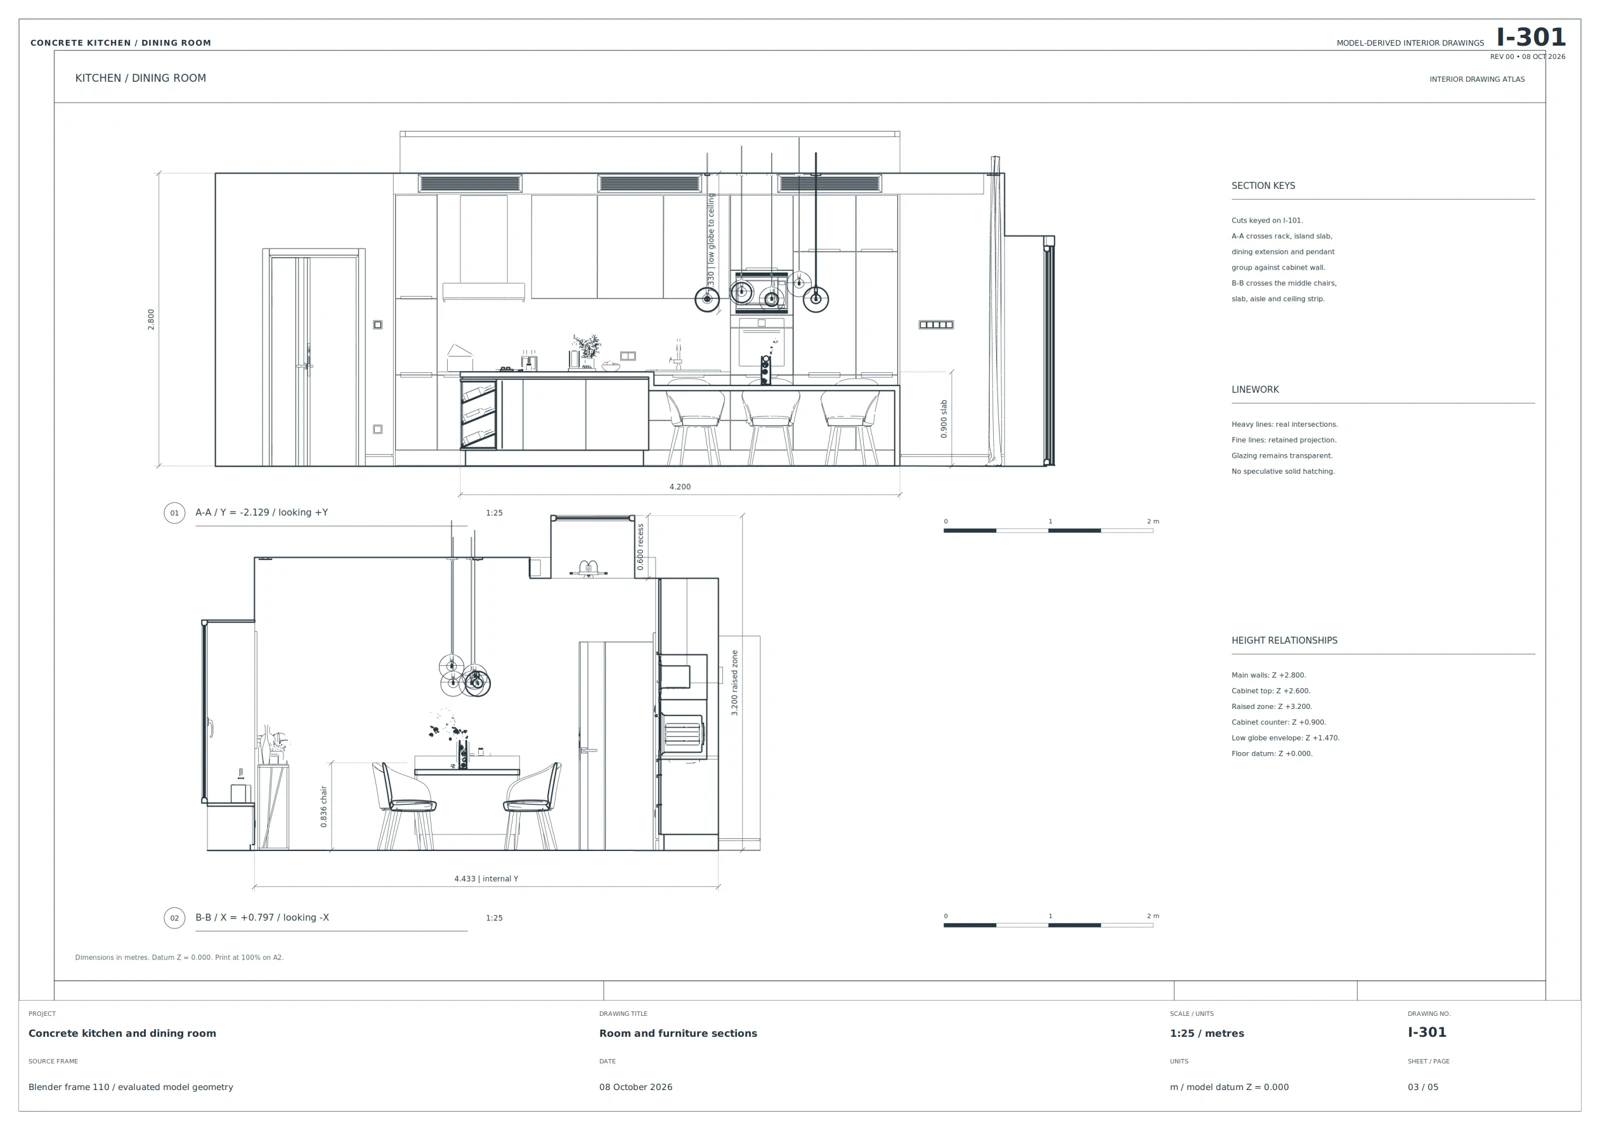 CONCRETE KITCHEN / DINING ROOM
MODEL-DERIVED INTERIOR DRAWINGS I-301
REV 00 • 08 OCT 2026
KITCHEN / DINING ROOM
INTERIOR DRAWING ATLAS
2.800
low globe to ceiling
0.900 slab
4.200
01 A-A / Y = -2.129 / looking +Y 1:25
0 1 2 m
0.600 recess
3.200 raised zone
0.836 chair
4.433 | internal Y
02 B-B / X = +0.797 / looking -X 1:25
0 1 2 m
Dimensions in metres. Datum Z = 0.000. Print at 100% on A2.
SECTION KEYS
Cuts keyed on I-101.
A-A crosses rack, island slab,
dining extension and pendant
group against cabinet wall.
B-B crosses the middle chairs,
slab, aisle and ceiling strip.
LINEWORK
Heavy lines: real intersections.
Fine lines: retained projection.
Glazing remains transparent.
No speculative solid hatching.
HEIGHT RELATIONSHIPS
Main walls: Z +2.800.
Cabinet top: Z +2.600.
Raised zone: Z +3.200.
Cabinet counter: Z +0.900.
Low globe envelope: Z +1.470.
Floor datum: Z +0.000.
PROJECT
Concrete kitchen and dining room
SOURCE FRAME
Blender frame 110 / evaluated model geometry
DRAWING TITLE
Room and furniture sections
DATE
08 October 2026
SCALE / UNITS
1:25 / metres
UNITS
m / model datum Z = 0.000
DRAWING NO.
I-301
SHEET / PAGE
03 / 05